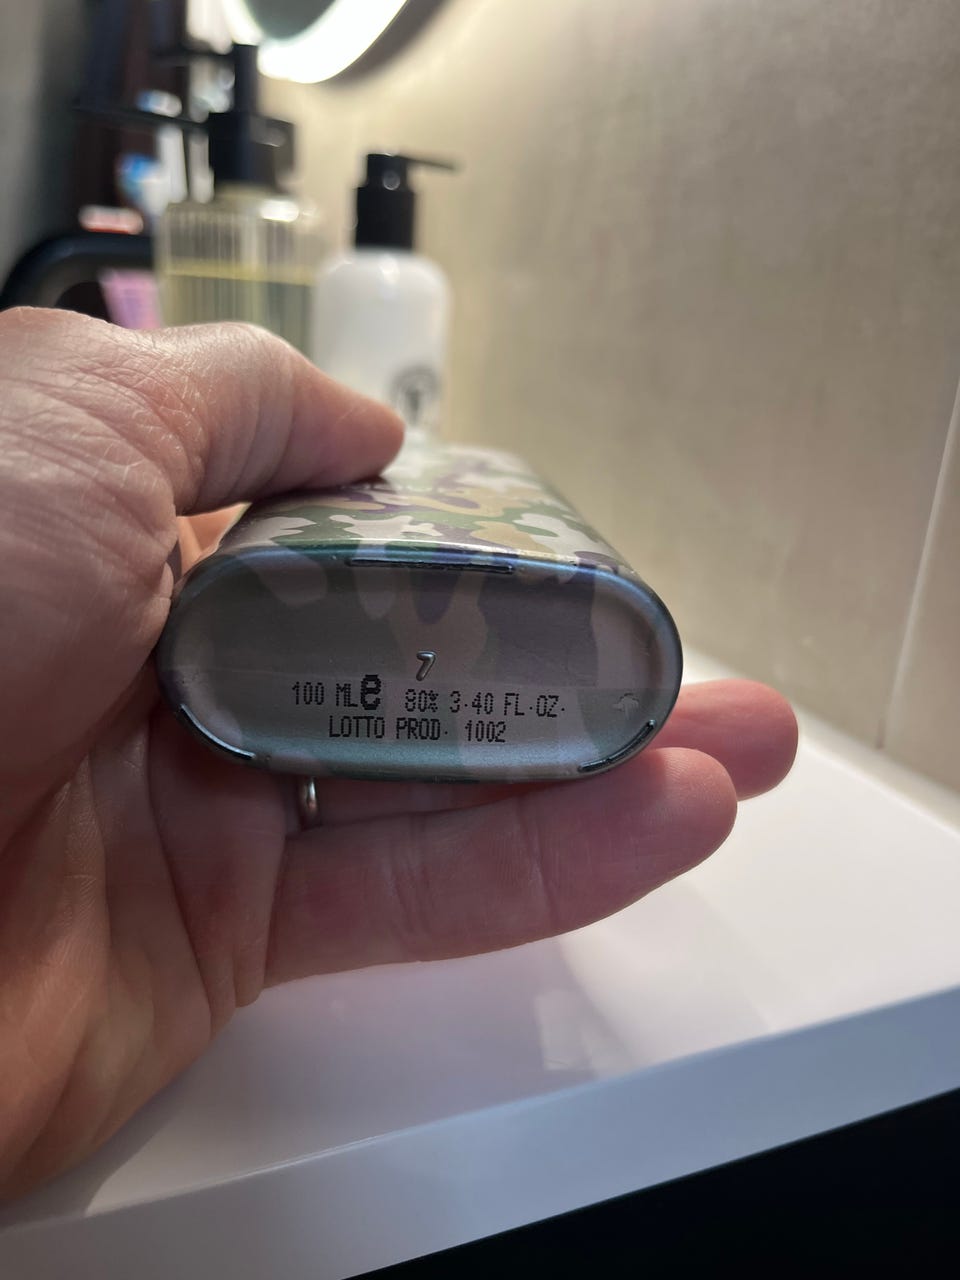 7
100 ML e 80% 3.40 FL.OZ.
LOTTO PROD. 1002